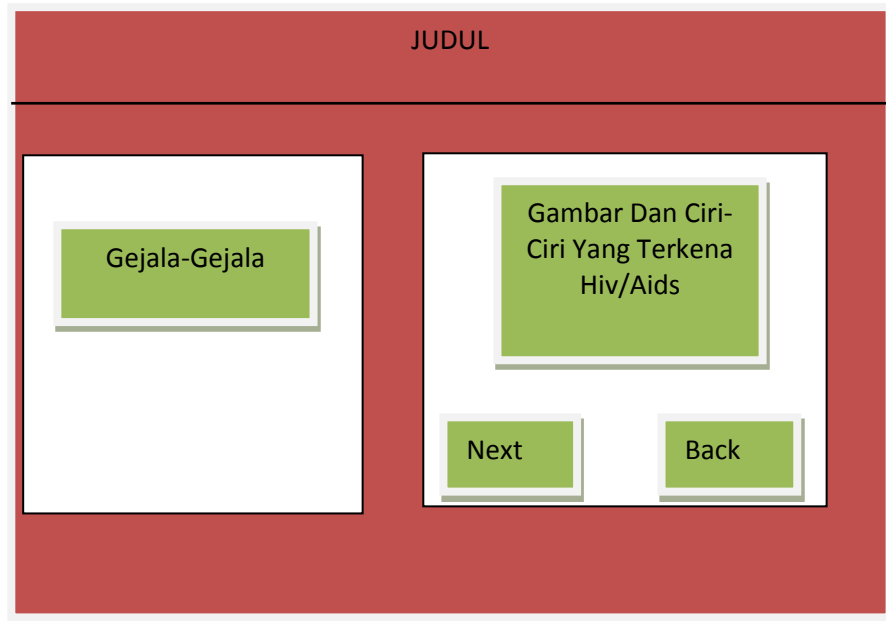 JUDUL
Gejala-Gejala
Gambar Dan Ciri-
Ciri Yang Terkena
Hiv/Aids
Next
Back